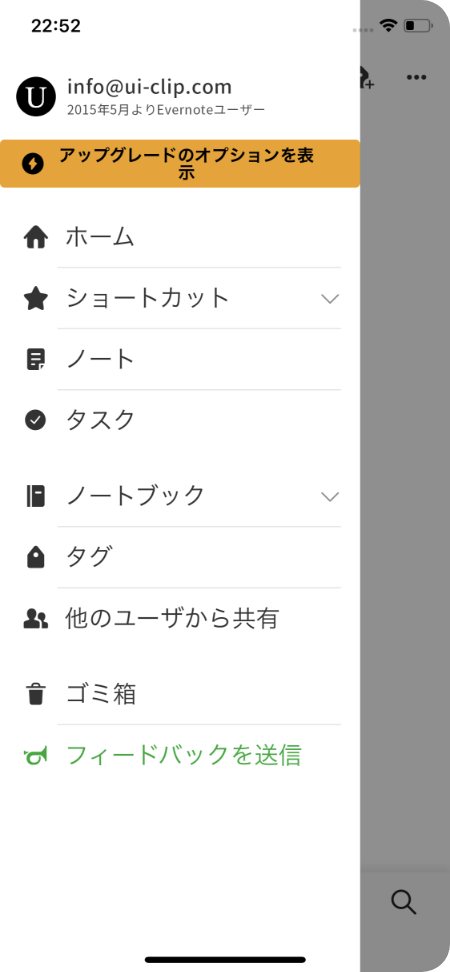 22:52
U
info@ui-clip.com
2015年5月よりEvernoteユーザー
アップグレードのオプションを表
示
ホーム
ショートカット
ノート
タスク
ノートブック
タグ
他のユーザから共有
ゴミ箱
フィードバックを送信